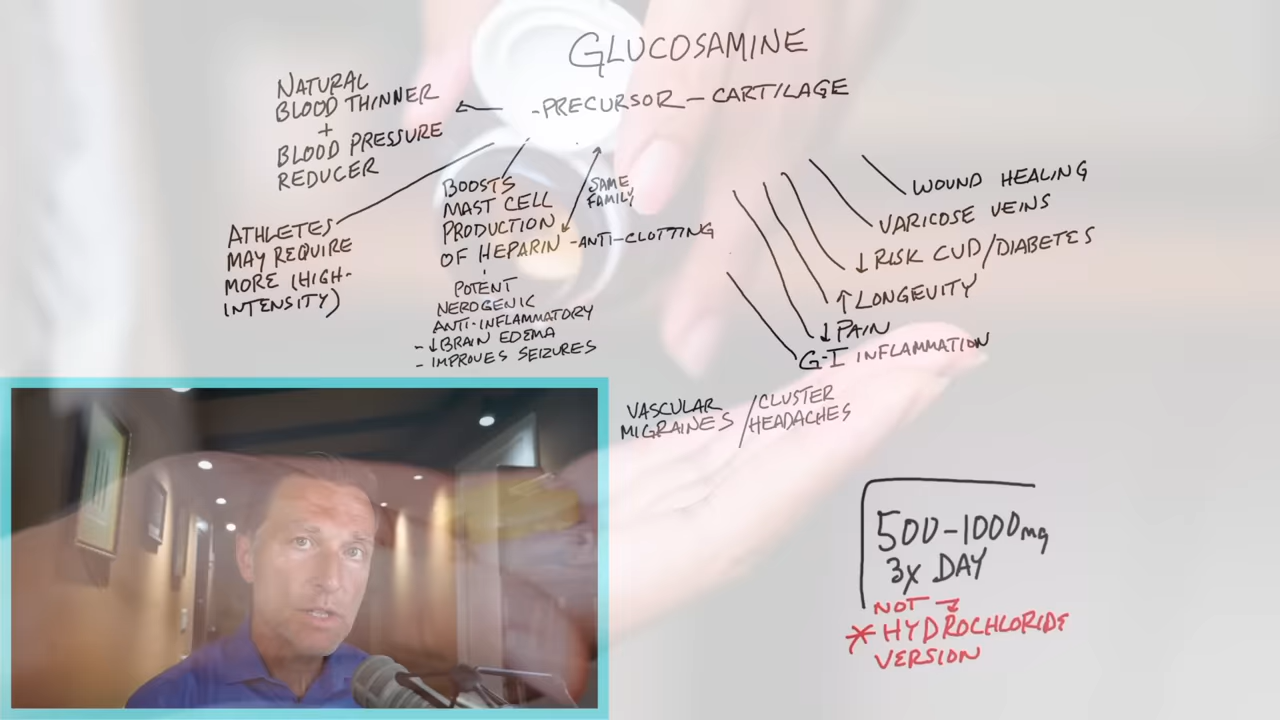 GLUCOSAMINE
-PRECURSOR-CARTILAGE
NATURAL
BLOOD THINNER
+
BLOOD PRESSURE
REDUCER
ATHLETES
MAY REQUIRE
MORE (HIGH-
INTENSITY)
BOOSTS
MAST CELL
PRODUCTION
OF HEPARIN -ANTI-CLOTTING
SAME
FAMILY
POTENT
NEROGENIC
ANTI-INFLAMMATORY
- ↓ BRAIN EDEMA
- IMPROVES SEIZURES
WOUND HEALING
VARICOSE VEINS
↓ RISK CVD/DIABETES
↑ LONGEVITY
↓ PAIN
G-I INFLAMMATION
VASCULAR
MIGRAINES
/CLUSTER
HEADACHES
500-1000mg
3X DAY
NOT
* HYDROCHLORIDE
VERSION